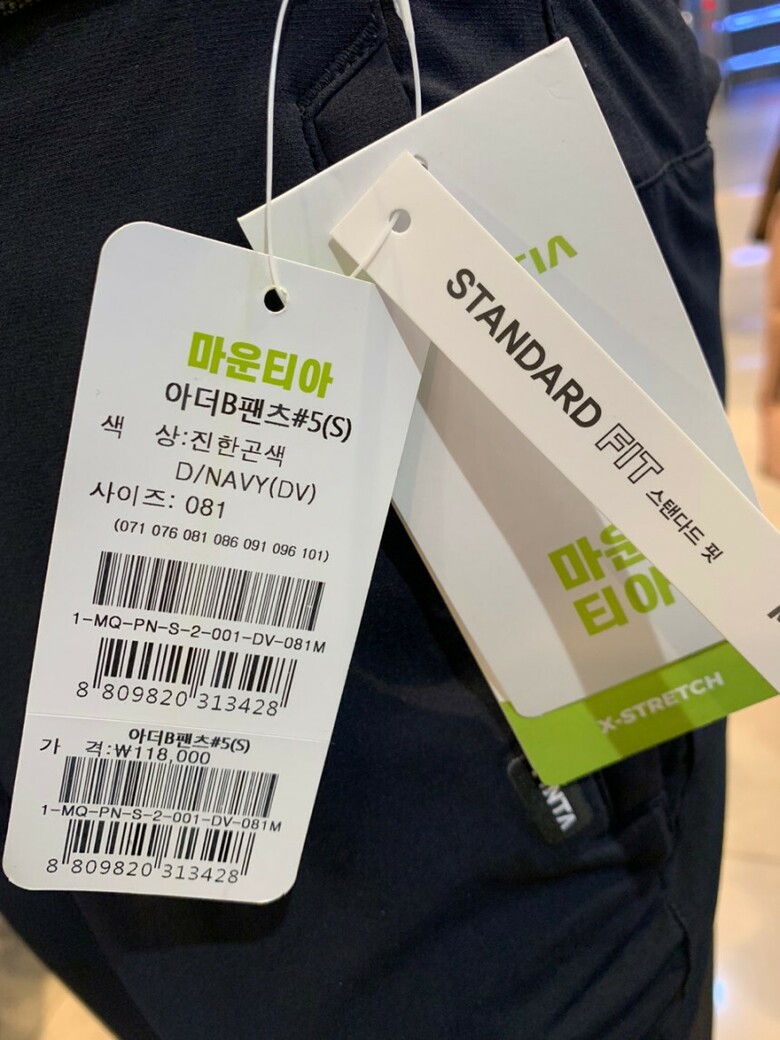 마운티아
아더B팬츠#5(S)
색 상:진한곤색
D/NAVY(DV)
사이즈: 081
(071 076 081 086 091 096 101)
1-MQ-PN-S-2-001-DV-081M
8 809820 313428
아더B팬츠#5(S)
가 격:₩118,000
1-MQ-PN-S-2-001-DV-081M
8 809820 313428
STANDARD FIT 스탠다드 핏
마운
티아
X-STRETCH